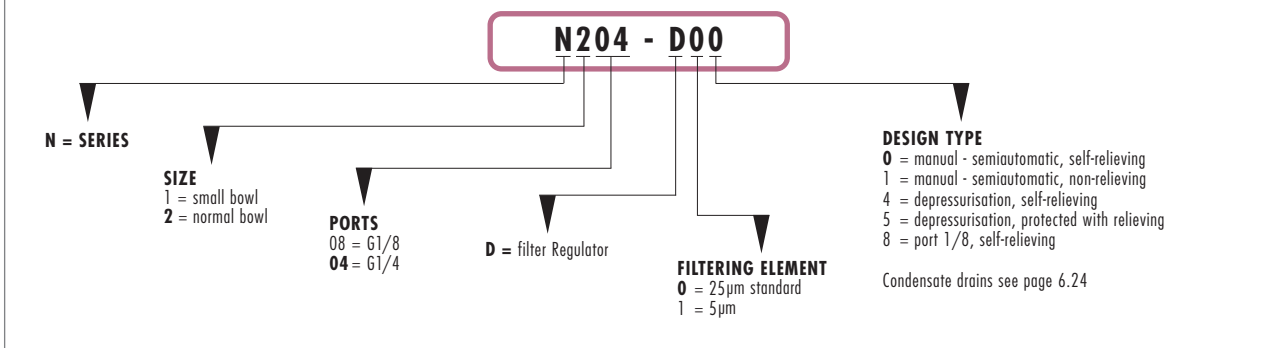 N204 - D00
N = SERIES
SIZE
1 = small bowl
2 = normal bowl
PORTS
08 = G1/8
04 = G1/4
D = filter Regulator
FILTERING ELEMENT
0 = 25µm standard
1 = 5µm
DESIGN TYPE
0 = manual - semiautomatic, self-relieving
1 = manual - semiautomatic, non-relieving
4 = depressurisation, self-relieving
5 = depressurisation, protected with relieving
8 = port 1/8, self-relieving
Condensate drains see page 6.24